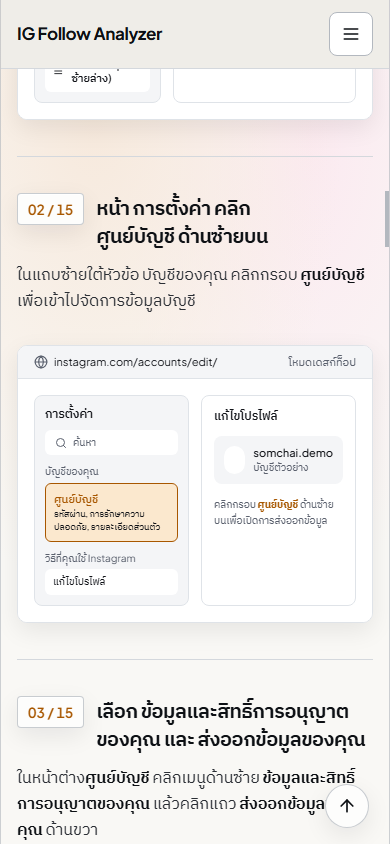 IG Follow Analyzer
ซ้ายล่าง)
02 / 15
หน้า การตั้งค่า คลิก
ศูนย์บัญชี ด้านซ้ายบน
ในแถบซ้ายใต้หัวข้อ บัญชีของคุณ คลิกกรอบ ศูนย์บัญชี
เพื่อเข้าไปจัดการข้อมูลบัญชี
instagram.com/accounts/edit/
โหมดเดสก์ท็อป
การตั้งค่า
ค้นหา
บัญชีของคุณ
ศูนย์บัญชี
รหัสผ่าน, การรักษาความ
ปลอดภัย, รายละเอียดส่วนตัว
วิธีที่คุณใช้ Instagram
แก้ไขโปรไฟล์
แก้ไขโปรไฟล์
somchai.demo
บัญชีตัวอย่าง
คลิกกรอบ ศูนย์บัญชี ด้านซ้าย
บนเพื่อเปิดการส่งออกข้อมูล
03 / 15
เลือก ข้อมูลและสิทธิ์การอนุญาต
ของคุณ และ ส่งออกข้อมูลของคุณ
ในหน้าต่างศูนย์บัญชี คลิกเมนูด้านซ้าย ข้อมูลและสิทธิ์
การอนุญาตของคุณ แล้วคลิกแถว ส่งออกข้อมูล
คุณ ด้านขวา